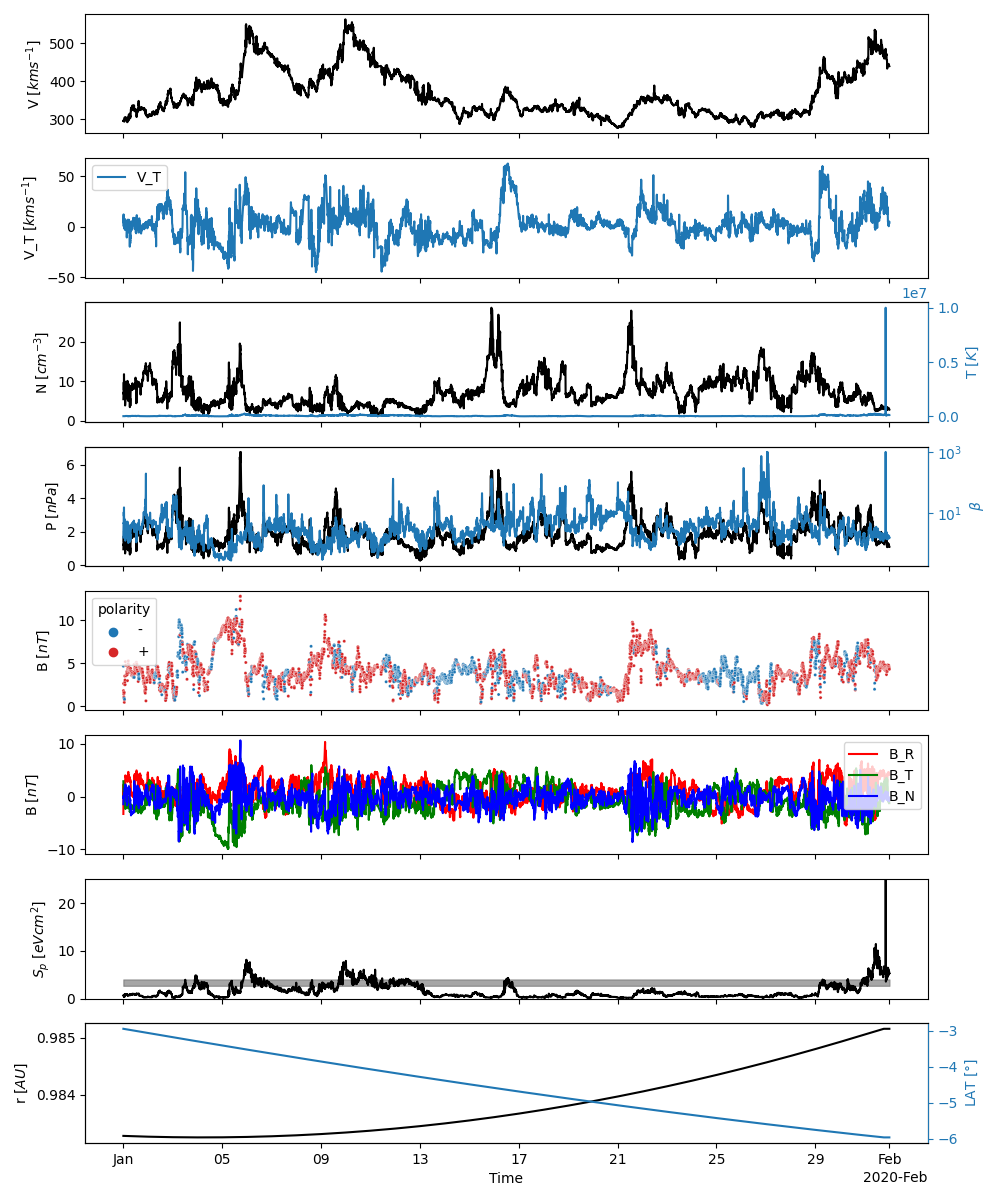 500
400
300
V [kms⁻¹]
50
0
−50
V_T [kms⁻¹]
V_T
20
10
0
N [cm⁻³]
1e7
1.0
0.5
0.0
T [K]
6
4
2
0
P [nPa]
10³
10¹
β
10
5
0
B [nT]
polarity
-
+
10
0
−10
B [nT]
B_R
B_T
B_N
20
10
0
Sₚ [eVcm²]
0.985
0.984
r [AU]
−3
−4
−5
−6
LAT [°]
Jan 05 09 13 17 21 25 29 Feb
Time
2020-Feb